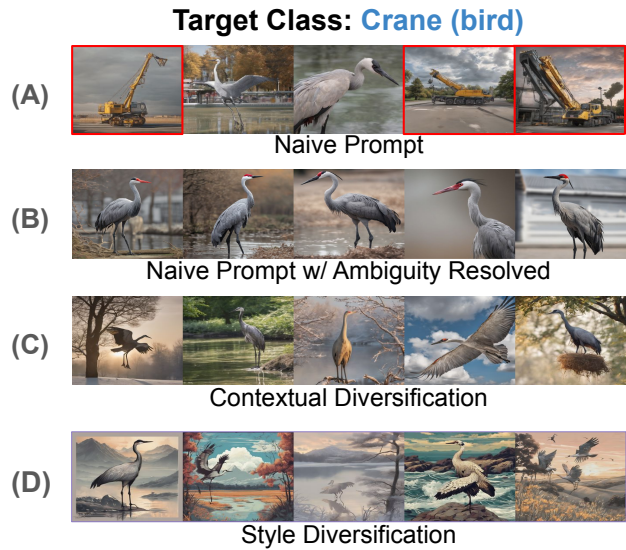 Target Class: Crane (bird)
(A)
Naive Prompt
(B)
Naive Prompt w/ Ambiguity Resolved
(C)
Contextual Diversification
(D)
Style Diversification